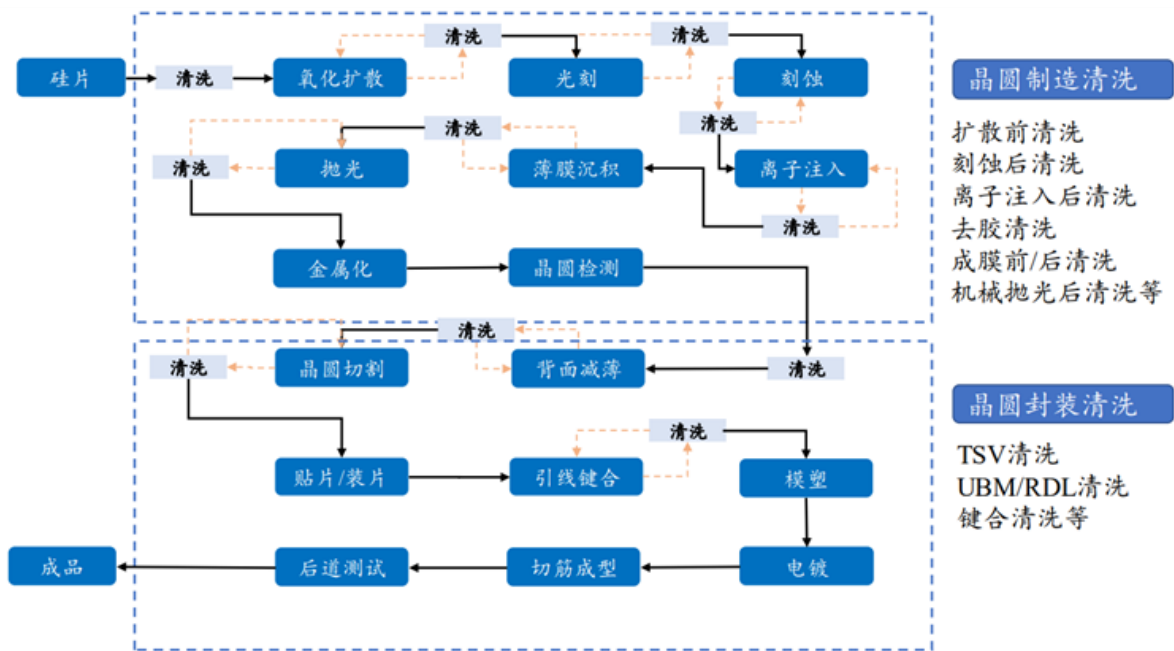 清洗
清洗
硅片
清洗
氧化扩散
光刻
刻蚀
清洗
清洗
清洗
抛光
薄膜沉积
离子注入
清洗
金属化
晶圆检测
清洗
清洗
晶圆切割
背面减薄
清洗
清洗
贴片/装片
引线键合
模塑
成品
后道测试
切筋成型
电镀
晶圆制造清洗
扩散前清洗
刻蚀后清洗
离子注入后清洗
去胶清洗
成膜前/后清洗
机械抛光后清洗等
晶圆封装清洗
TSV清洗
UBM/RDL清洗
键合清洗等